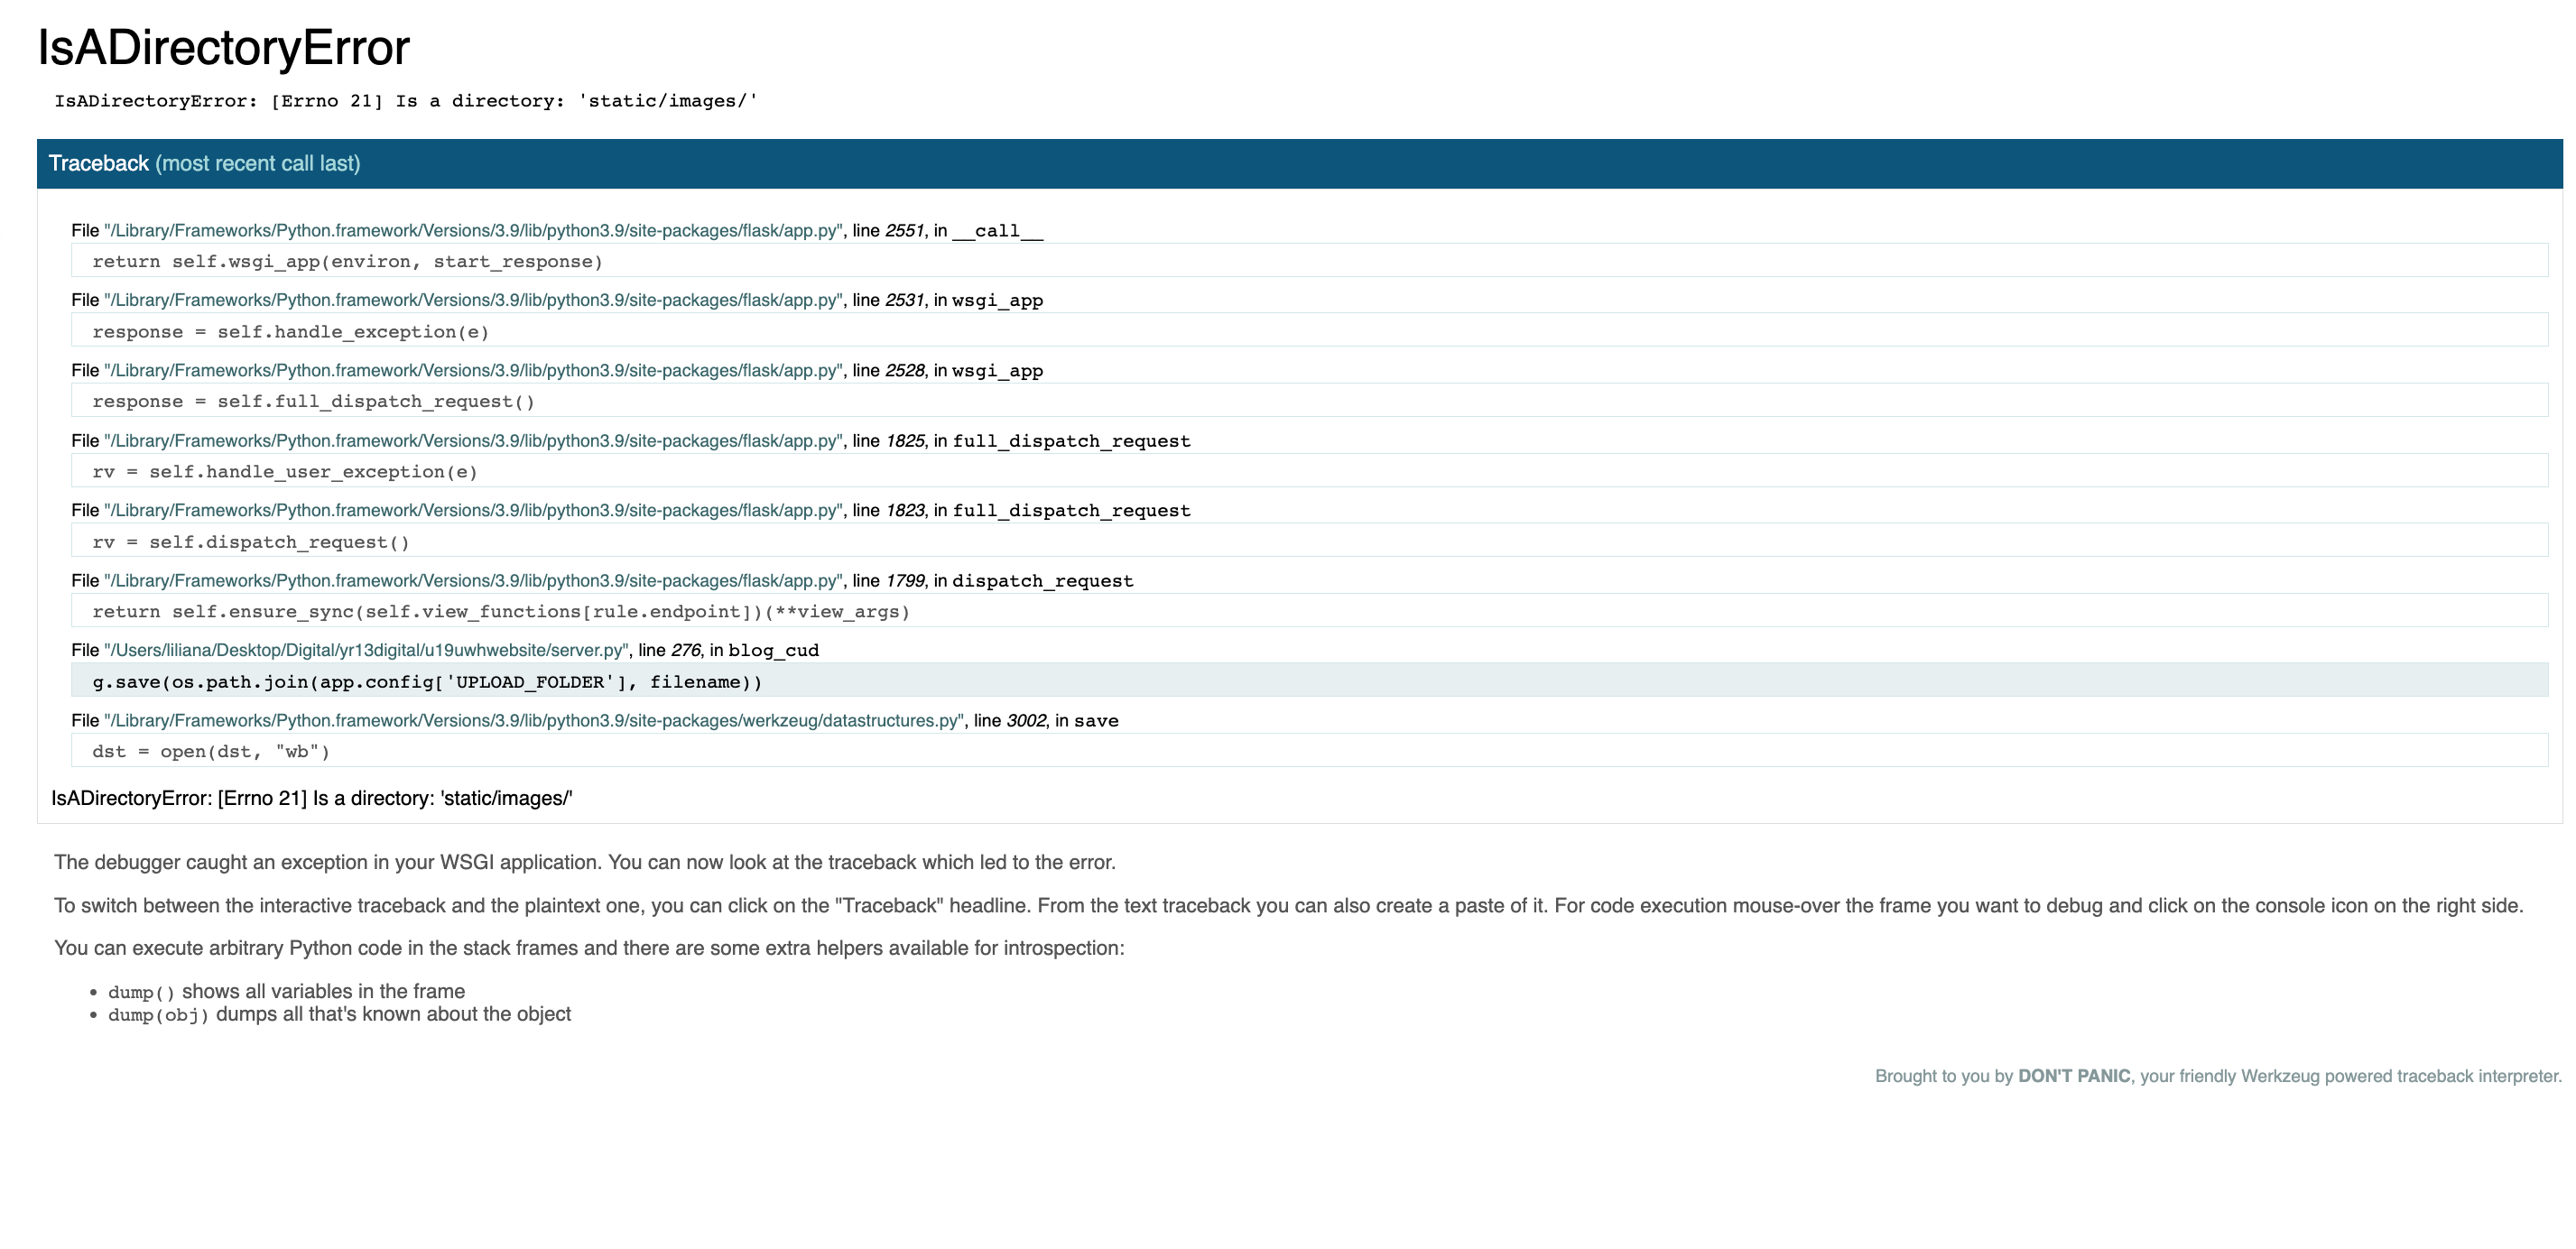 IsADirectoryError
IsADirectoryError: [Errno 21] Is a directory: 'static/images/'
Traceback (most recent call last)
File "/Library/Frameworks/Python.framework/Versions/3.9/lib/python3.9/site-packages/flask/app.py", line 2551, in __call__
return self.wsgi_app(environ, start_response)
File "/Library/Frameworks/Python.framework/Versions/3.9/lib/python3.9/site-packages/flask/app.py", line 2531, in wsgi_app
response = self.handle_exception(e)
File "/Library/Frameworks/Python.framework/Versions/3.9/lib/python3.9/site-packages/flask/app.py", line 2528, in wsgi_app
response = self.full_dispatch_request()
File "/Library/Frameworks/Python.framework/Versions/3.9/lib/python3.9/site-packages/flask/app.py", line 1825, in full_dispatch_request
rv = self.handle_user_exception(e)
File "/Library/Frameworks/Python.framework/Versions/3.9/lib/python3.9/site-packages/flask/app.py", line 1823, in full_dispatch_request
rv = self.dispatch_request()
File "/Library/Frameworks/Python.framework/Versions/3.9/lib/python3.9/site-packages/flask/app.py", line 1799, in dispatch_request
return self.ensure_sync(self.view_functions[rule.endpoint])(**view_args)
File "/Users/liliana/Desktop/Digital/yr13digital/u19uwhwebsite/server.py", line 276, in blog_cud
g.save(os.path.join(app.config['UPLOAD_FOLDER'], filename))
File "/Library/Frameworks/Python.framework/Versions/3.9/lib/python3.9/site-packages/werkzeug/datastructures.py", line 3002, in save
dst = open(dst, "wb")
IsADirectoryError: [Errno 21] Is a directory: 'static/images/'
The debugger caught an exception in your WSGI application. You can now look at the traceback which led to the error.
To switch between the interactive traceback and the plaintext one, you can click on the "Traceback" headline. From the text traceback you can also create a paste of it. For code execution mouse-over the frame you want to debug and click on the console icon on the right side.
You can execute arbitrary Python code in the stack frames and there are some extra helpers available for introspection:
• dump() shows all variables in the frame
• dump(obj) dumps all that's known about the object
Brought to you by DON'T PANIC, your friendly Werkzeug powered traceback interpreter.